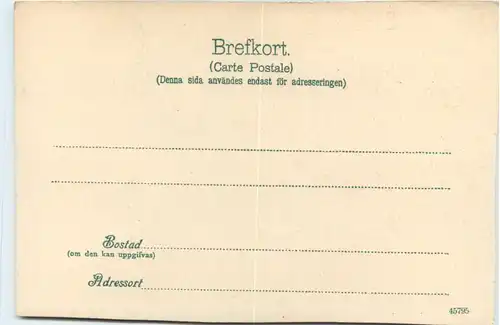 Brefkort.
(Carte Postale)
(Denna sida användes endast för adresseringen)
Bostad
(om den kan uppgifvas)
Adressort
45795